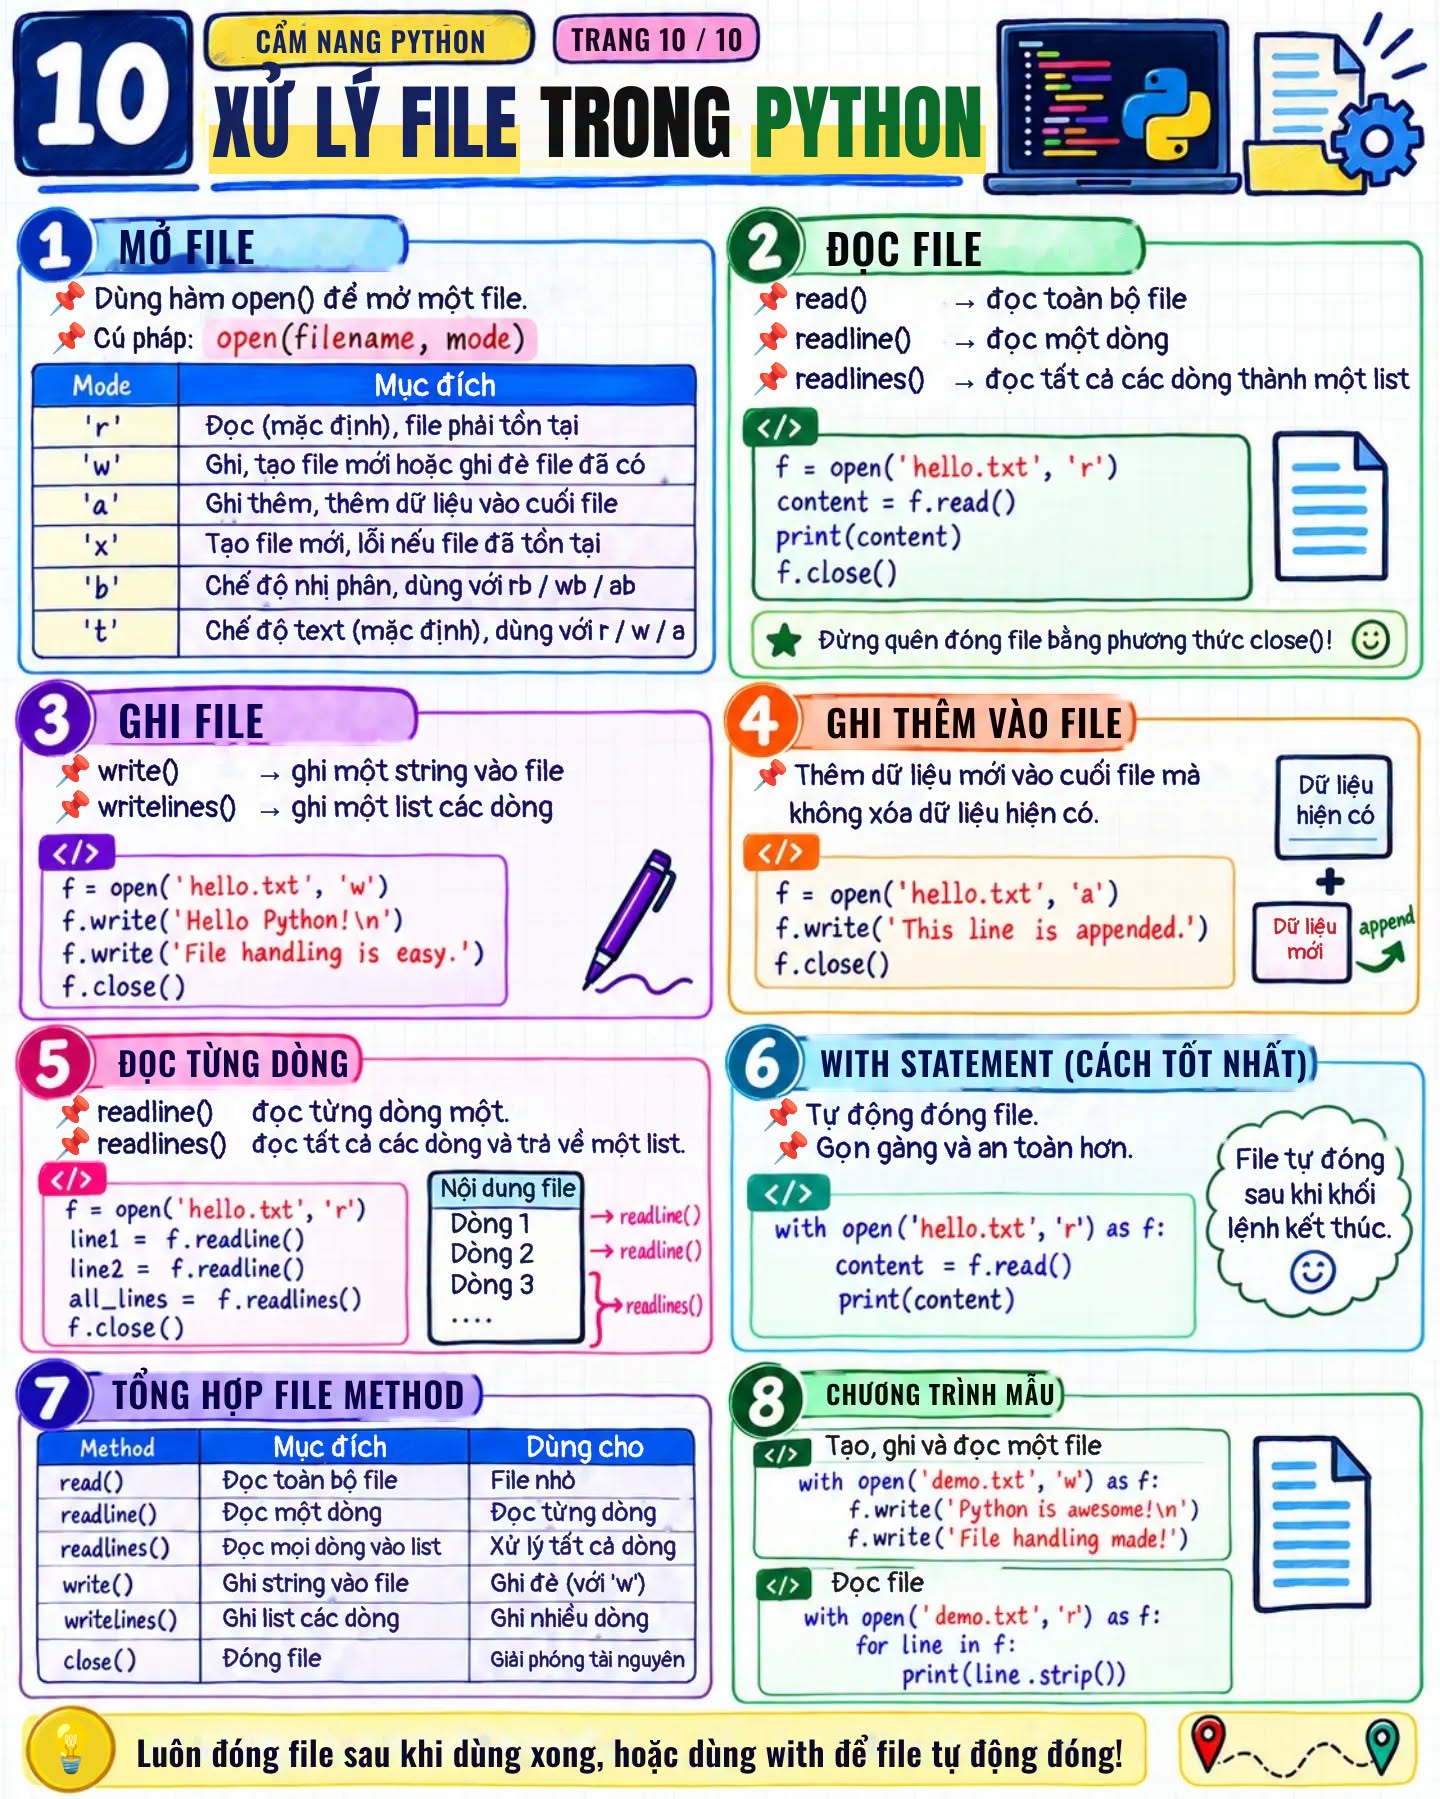 10
CẨM NANG PYTHON
TRANG 10 / 10
XỬ LÝ FILE TRONG PYTHON
1 MỞ FILE
Dùng hàm open() để mở một file.
Cú pháp: open(filename, mode)
Mode Mục đích
'r' Đọc (mặc định), file phải tồn tại
'w' Ghi, tạo file mới hoặc ghi đè file đã có
'a' Ghi thêm, thêm dữ liệu vào cuối file
'x' Tạo file mới, lỗi nếu file đã tồn tại
'b' Chế độ nhị phân, dùng với rb / wb / ab
't' Chế độ text (mặc định), dùng với r / w / a
2 ĐỌC FILE
read() → đọc toàn bộ file
readline() → đọc một dòng
readlines() → đọc tất cả các dòng thành một list
</>
f = open('hello.txt', 'r')
content = f.read()
print(content)
f.close()
Đừng quên đóng file bằng phương thức close()!
3 GHI FILE
write() → ghi một string vào file
writelines() → ghi một list các dòng
</>
f = open('hello.txt', 'w')
f.write('Hello Python!\n')
f.write('File handling is easy.')
f.close()
4 GHI THÊM VÀO FILE
Thêm dữ liệu mới vào cuối file mà
không xóa dữ liệu hiện có.
</>
f = open('hello.txt', 'a')
f.write('This line is appended.')
f.close()
Dữ liệu
hiện có
+
Dữ liệu
mới
append
5 ĐỌC TỪNG DÒNG
readline() đọc từng dòng một.
readlines() đọc tất cả các dòng và trả về một list.
</>
f = open('hello.txt', 'r')
line1 = f.readline()
line2 = f.readline()
all_lines = f.readlines()
f.close()
Nội dung file
Dòng 1 → readline()
Dòng 2 → readline()
Dòng 3
→ readlines()
....
6 WITH STATEMENT (CÁCH TỐT NHẤT)
Tự động đóng file.
Gọn gàng và an toàn hơn.
</>
with open('hello.txt', 'r') as f:
content = f.read()
print(content)
File tự đóng
sau khi khối
lệnh kết thúc.
7 TỔNG HỢP FILE METHOD
Method Mục đích Dùng cho
read() Đọc toàn bộ file File nhỏ
readline() Đọc một dòng Đọc từng dòng
readlines() Đọc mọi dòng vào list Xử lý tất cả dòng
write() Ghi string vào file Ghi đè (với 'w')
writelines() Ghi list các dòng Ghi nhiều dòng
close() Đóng file Giải phóng tài nguyên
8 CHƯƠNG TRÌNH MẪU
</> Tạo, ghi và đọc một file
with open('demo.txt', 'w') as f:
f.write('Python is awesome!\n')
f.write('File handling made!')
</> Đọc file
with open('demo.txt', 'r') as f:
for line in f:
print(line.strip())
Luôn đóng file sau khi dùng xong, hoặc dùng with để file tự động đóng!